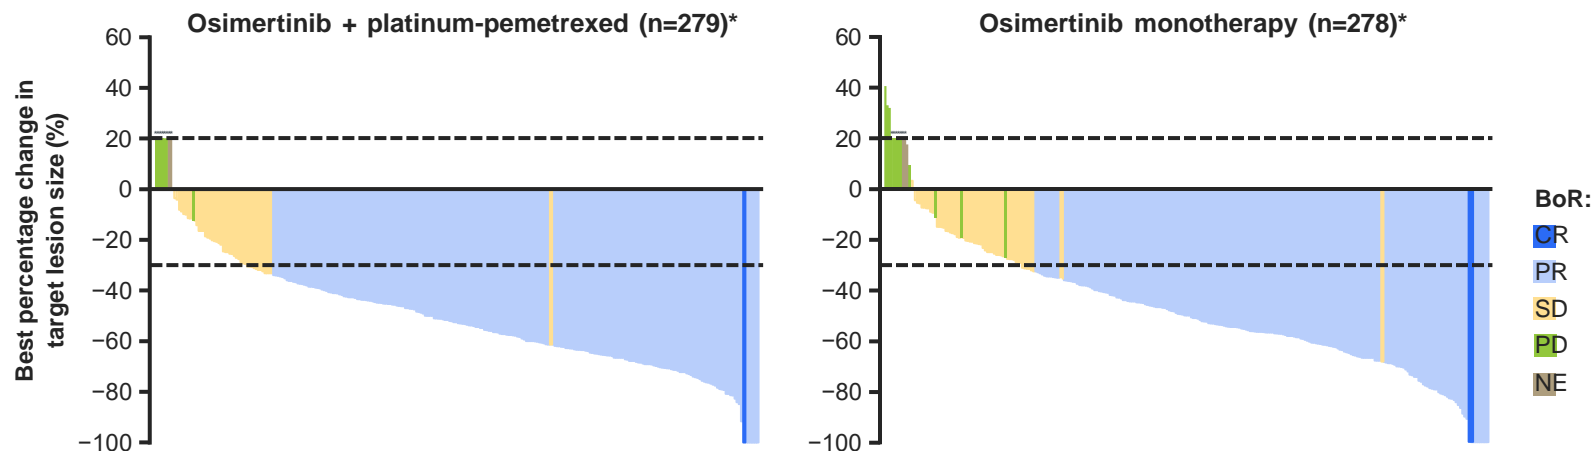 Osimertinib + platinum-pemetrexed (n=279)*
Osimertinib monotherapy (n=278)*
Best percentage change in
target lesion size (%)
60
40
20
0
−20
−40
−60
−80
−100
60
40
20
0
−20
−40
−60
−80
−100
BoR:
CR
PR
SD
PD
NE